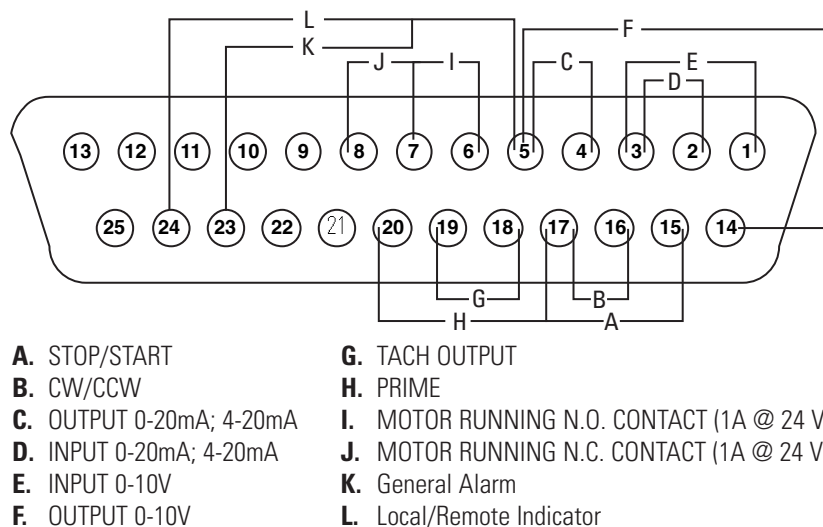 L
F
K
J
I
C
E
D
13
12
11
10
9
8
7
6
5
4
3
2
1
25
24
23
22
21
20
19
18
17
16
15
14
G
B
H
A
A. STOP/START
B. CW/CCW
C. OUTPUT 0-20mA; 4-20mA
D. INPUT 0-20mA; 4-20mA
E. INPUT 0-10V
F. OUTPUT 0-10V
G. TACH OUTPUT
H. PRIME
I. MOTOR RUNNING N.O. CONTACT (1A @ 24 V
J. MOTOR RUNNING N.C. CONTACT (1A @ 24 V
K. General Alarm
L. Local/Remote Indicator